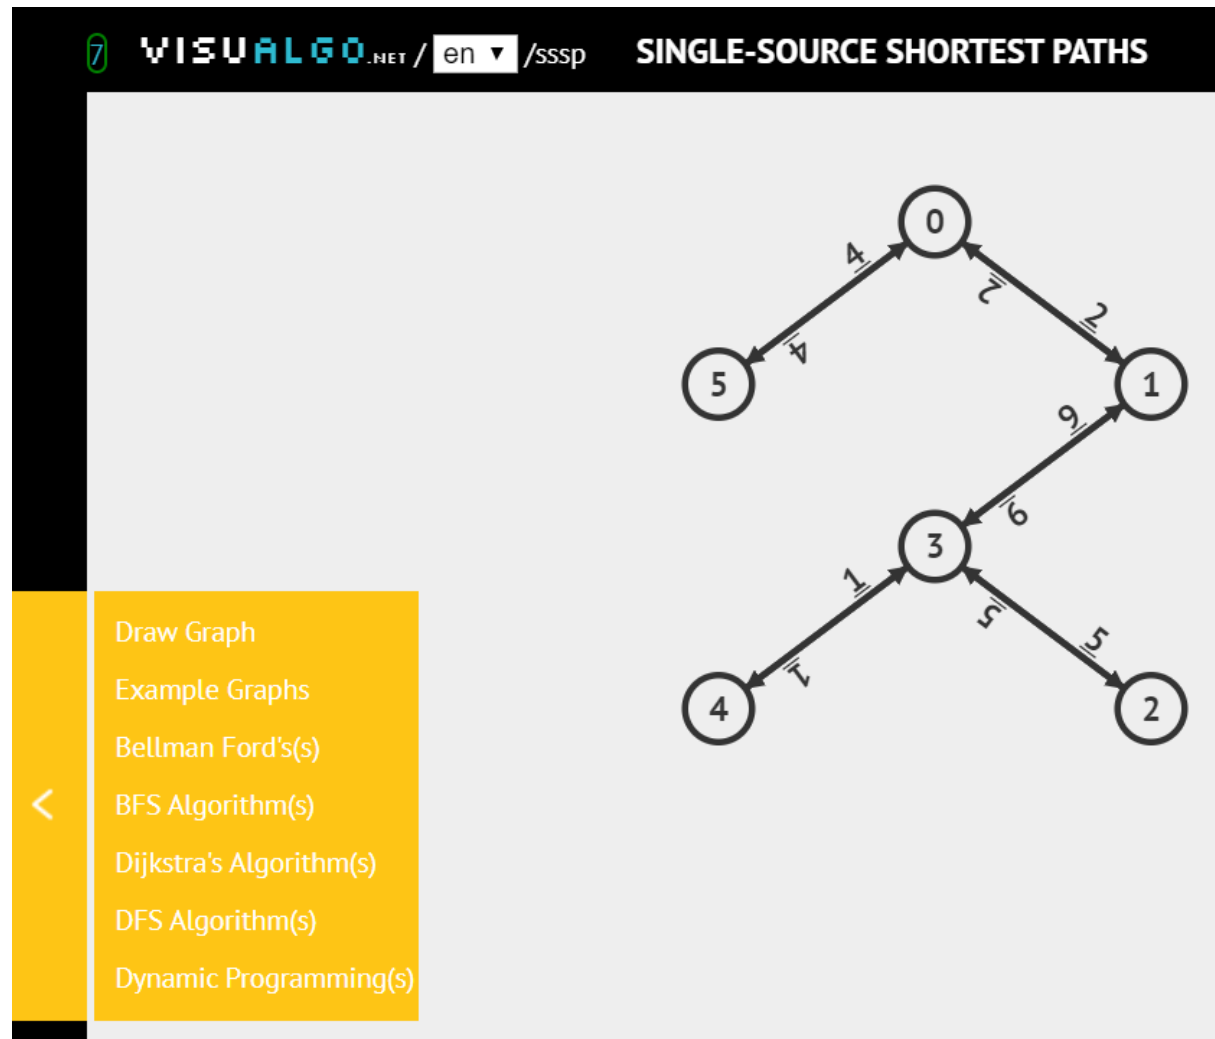 7 VISUALGO.NET / en ▼ /sssp SINGLE-SOURCE SHORTEST PATHS
0
4
2
2
4
5
1
9
9
3
1
5
5
1
4
2
Draw Graph
Example Graphs
Bellman Ford's(s)
BFS Algorithm(s)
Dijkstra's Algorithm(s)
DFS Algorithm(s)
Dynamic Programming(s)